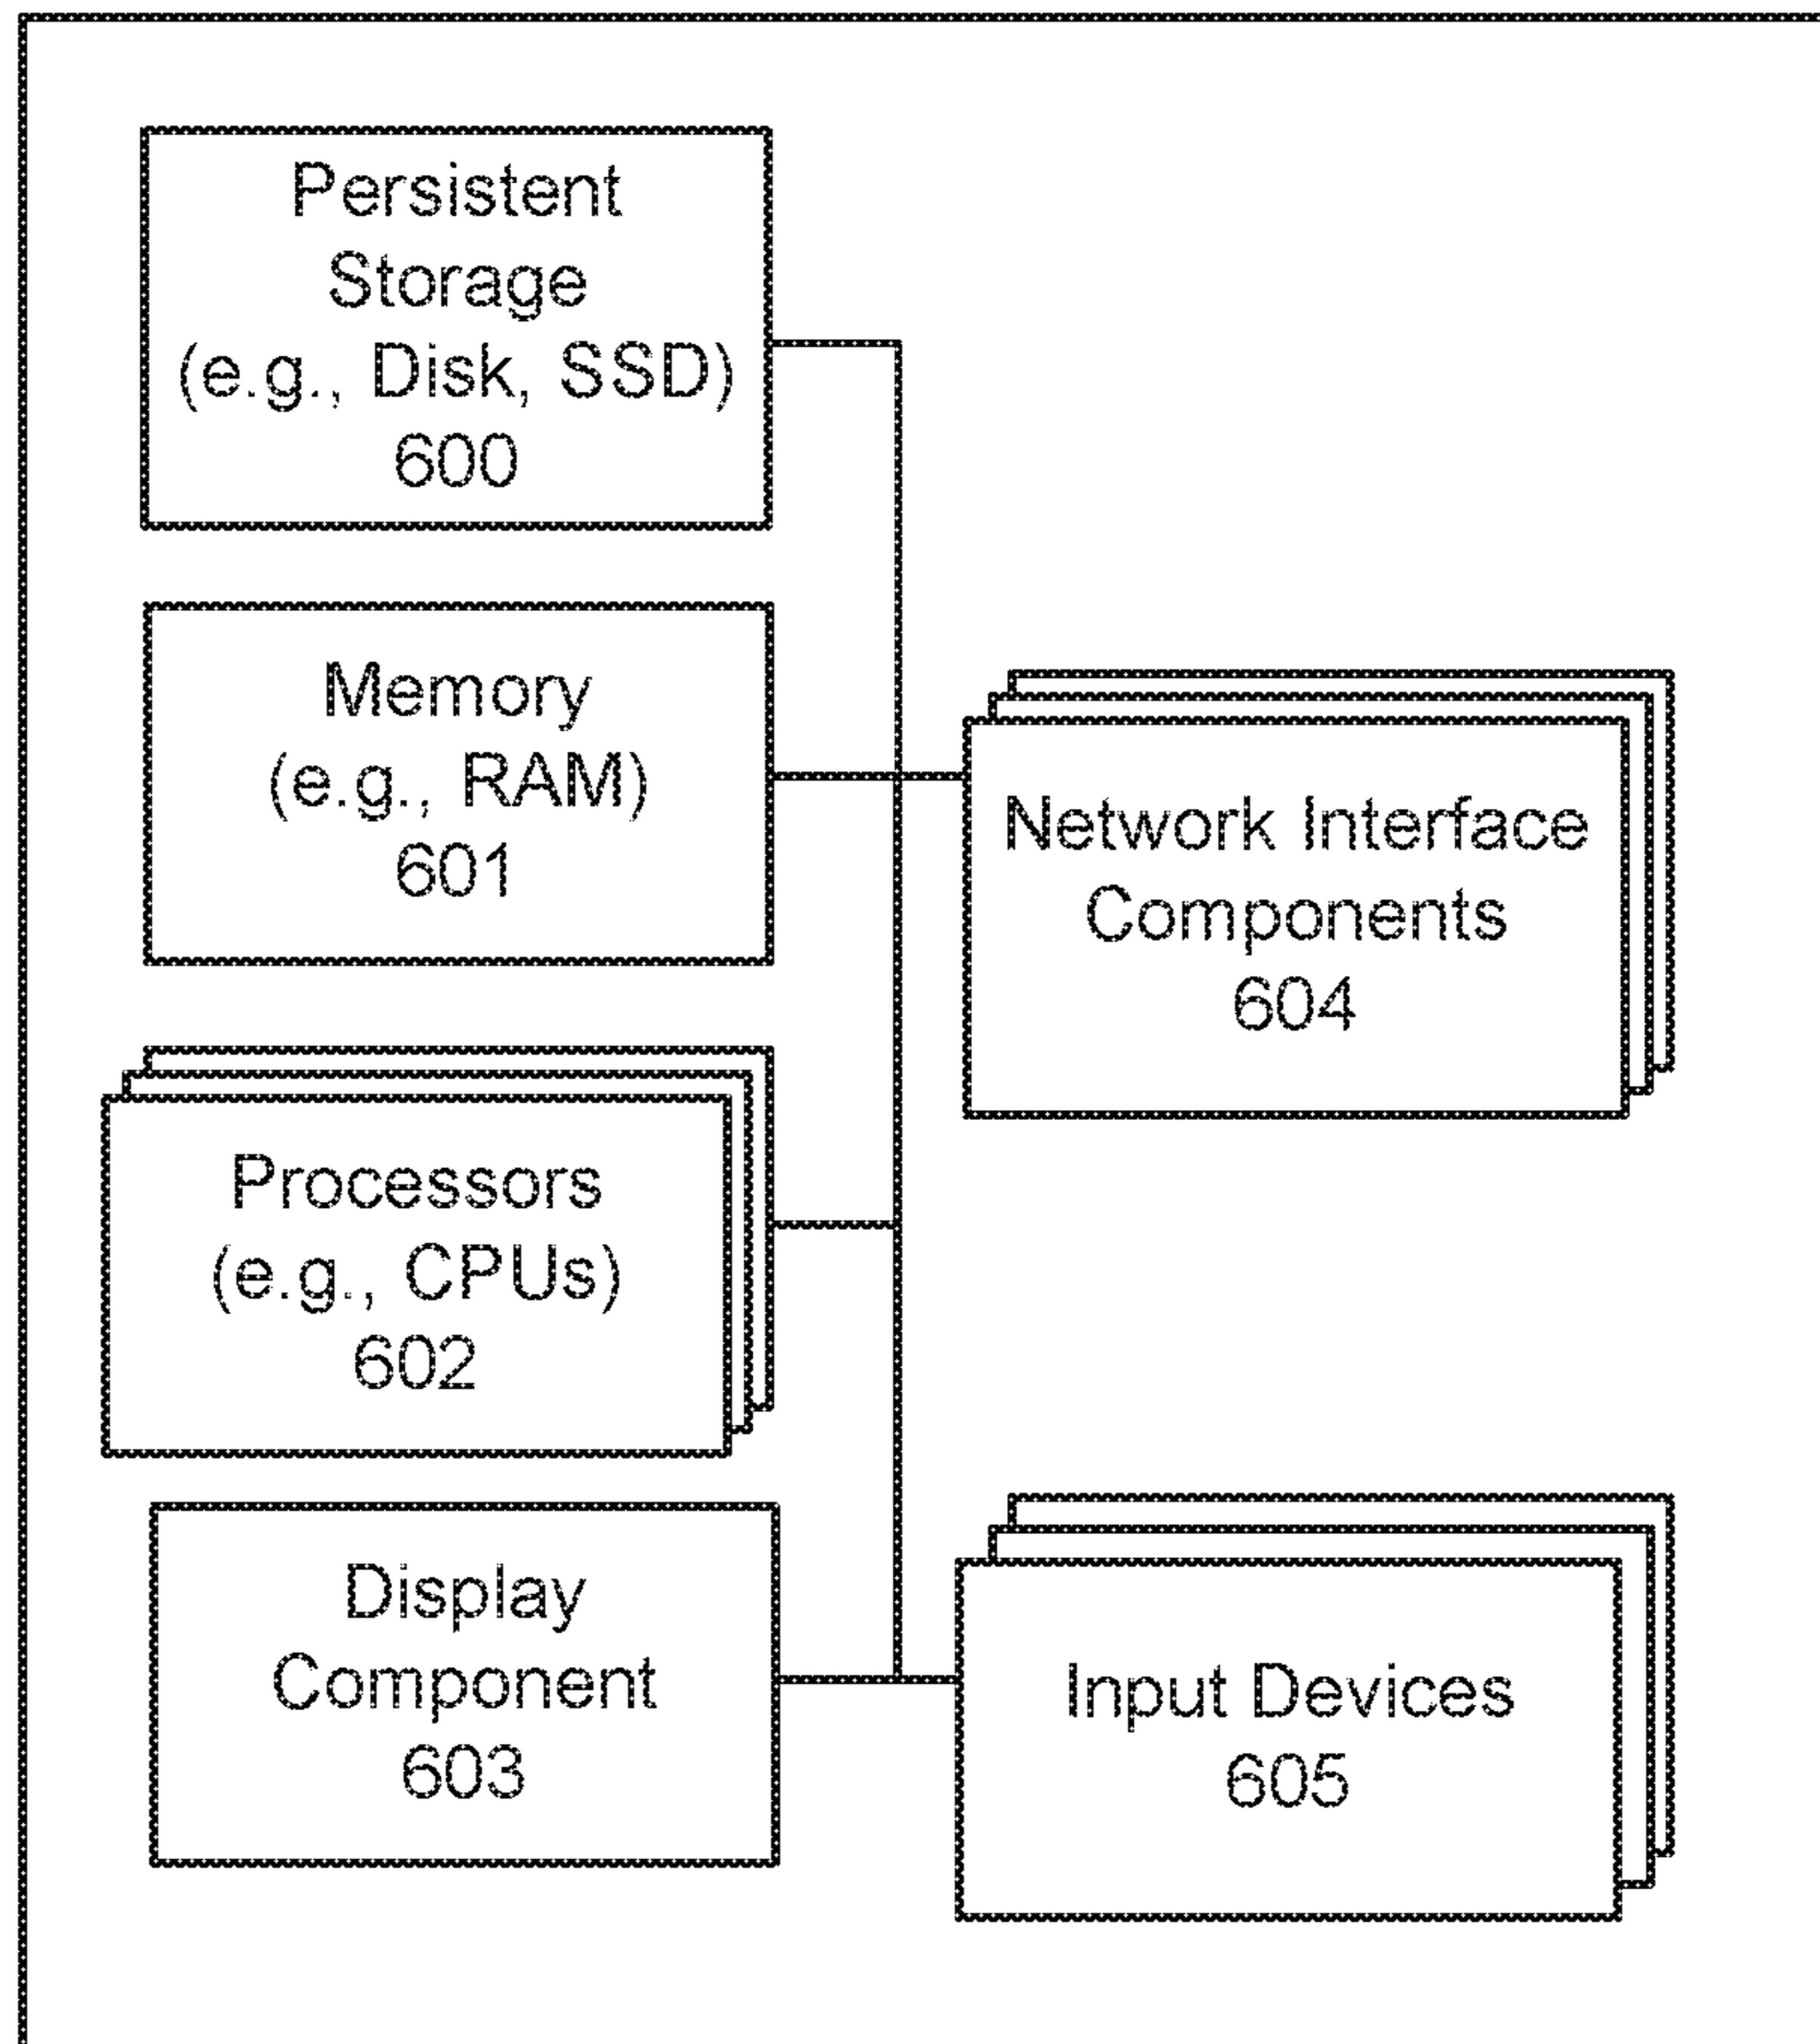 Persistent
Storage
(e.g., Disk, SSD)
600
Memory
(e.g., RAM)
601
Network Interface
Components
604
Processors
(e.g., CPUs)
602
Display
Component
603
Input Devices
605